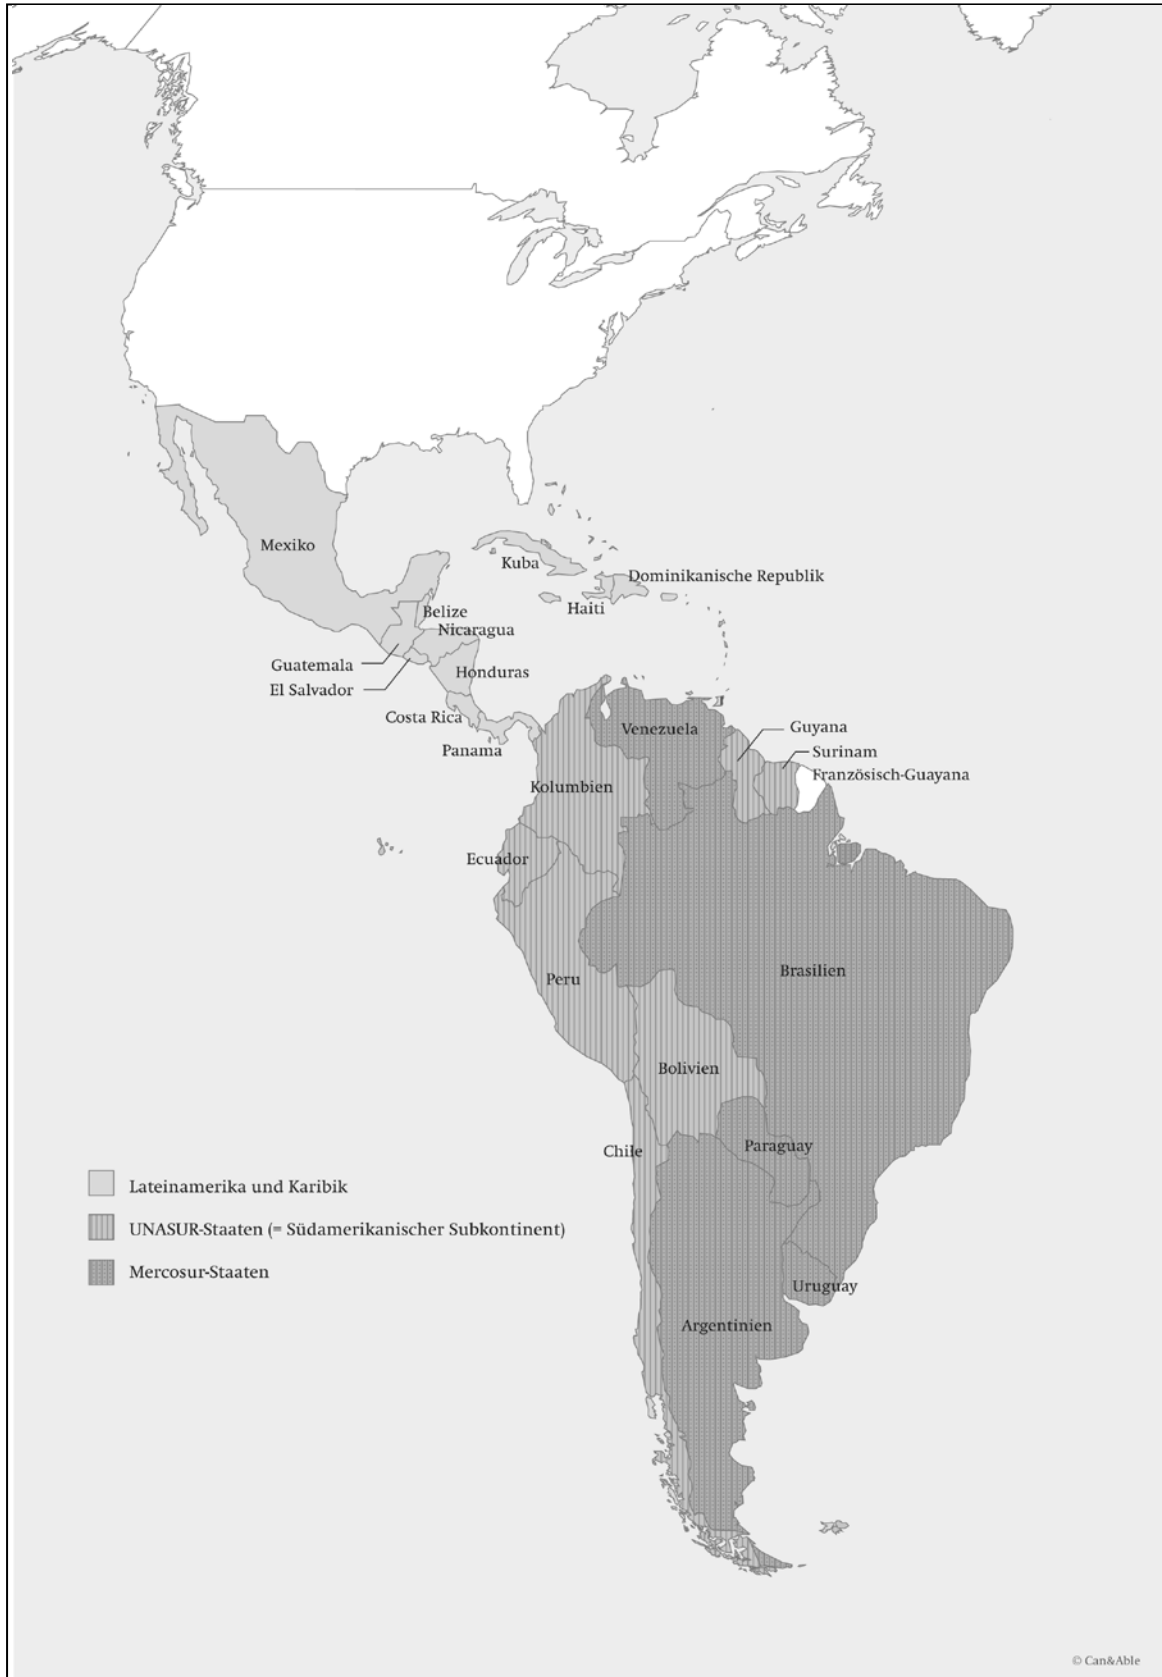 Mexiko
Kuba
Dominikanische Republik
Haiti
Belize
Nicaragua
Guatemala
Honduras
El Salvador
Costa Rica
Panama
Venezuela
Guyana
Surinam
Französisch-Guayana
Kolumbien
Ecuador
Brasilien
Peru
Bolivien
Paraguay
Chile
Lateinamerika und Karibik
UNASUR-Staaten (= Südamerikanischer Subkontinent)
Mercosur-Staaten
Uruguay
Argentinien
© Can&Able